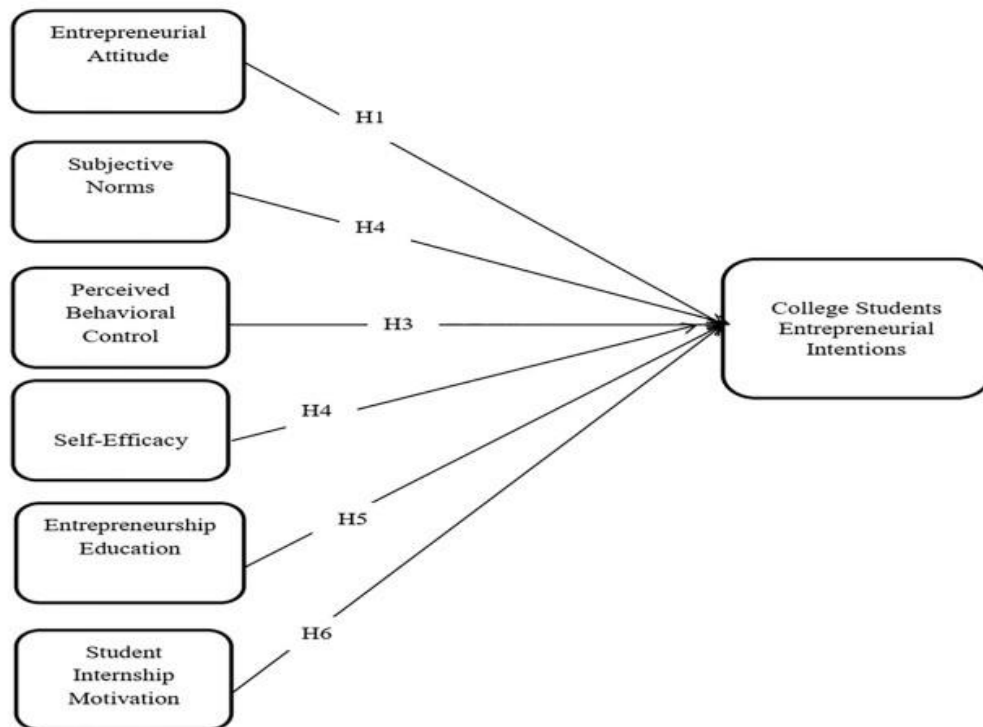 Entrepreneurial
Attitude
H1
Subjective
Norms
H4
Perceived
Behavioral
Control
H3
College Students
Entrepreneurial
Intentions
H4
Self-Efficacy
Entrepreneurship
Education
H5
Student
Internship
Motivation
H6